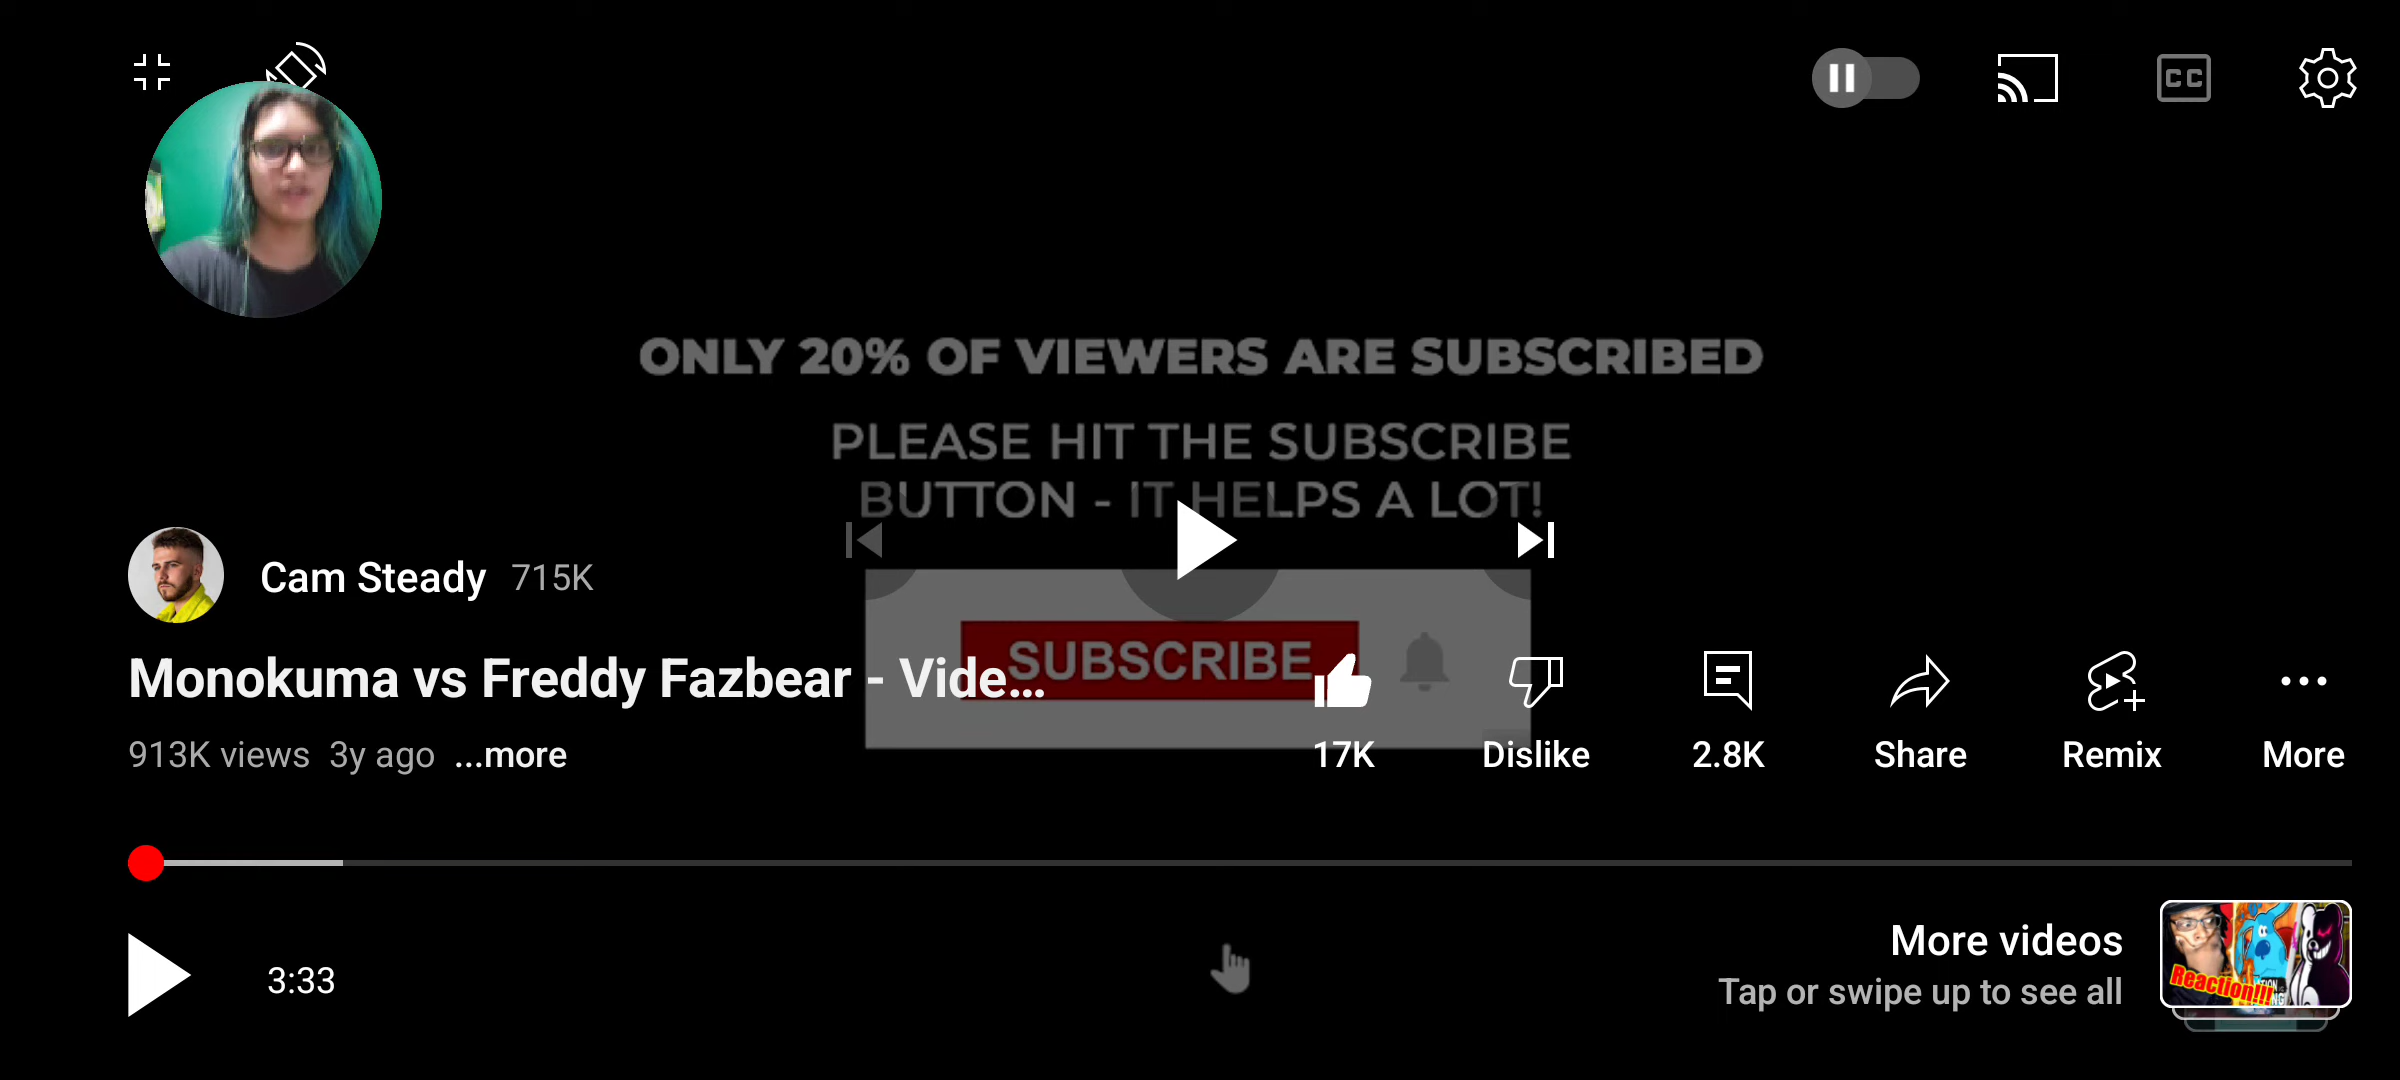 CC
ONLY 20% OF VIEWERS ARE SUBSCRIBED
PLEASE HIT THE SUBSCRIBE
BUTTON - IT HELPS A LOT!
Cam Steady 715K
SUBSCRIBE
Monokuma vs Freddy Fazbear - Vide...
913K views 3y ago ...more
17K Dislike 2.8K Share Remix More
3:33
More videos
Tap or swipe up to see all
Reaction!!!